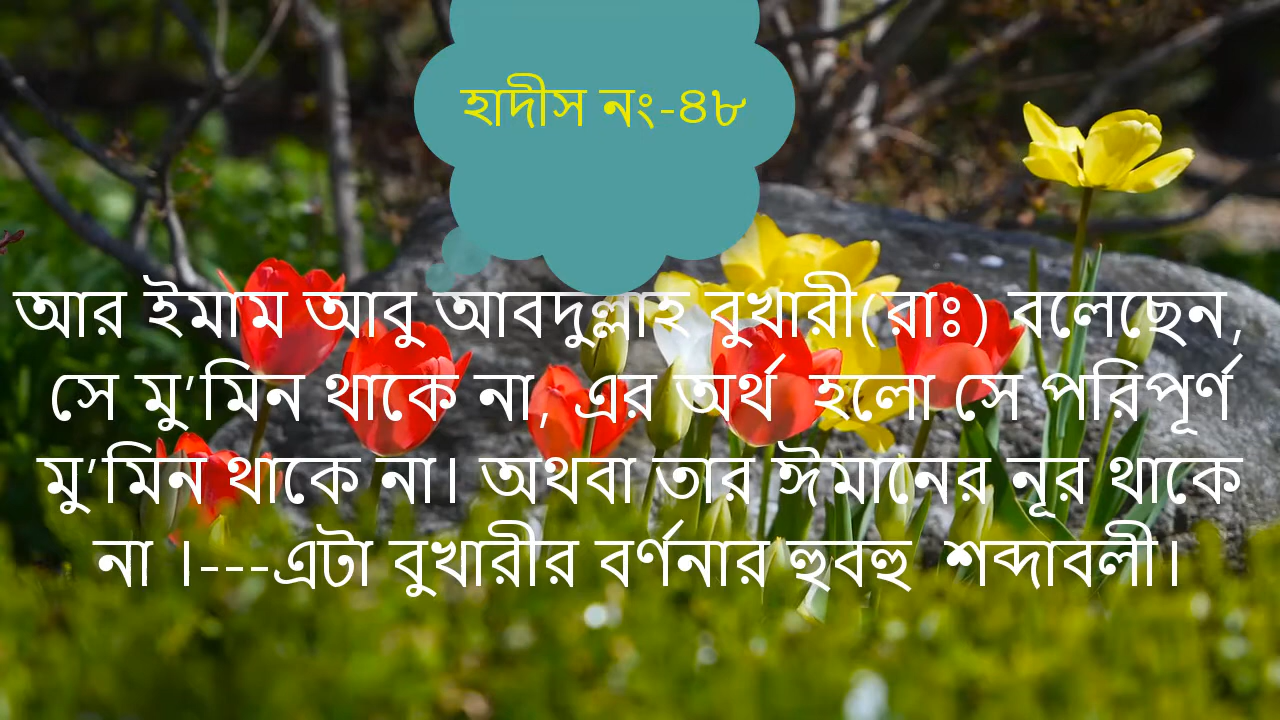 হাদীস নং-৪৮
আর ইমাম আবু আবদুল্লাহ বুখারী(রাঃ) বলেছেন,
সে মু’মিন থাকে না, এর অর্থ হলো সে পরিপূর্ণ
মু’মিন থাকে না। অথবা তার ঈমানের নূর থাকে
না ।---এটা বুখারীর বর্ণনার হুবহু শব্দাবলী।